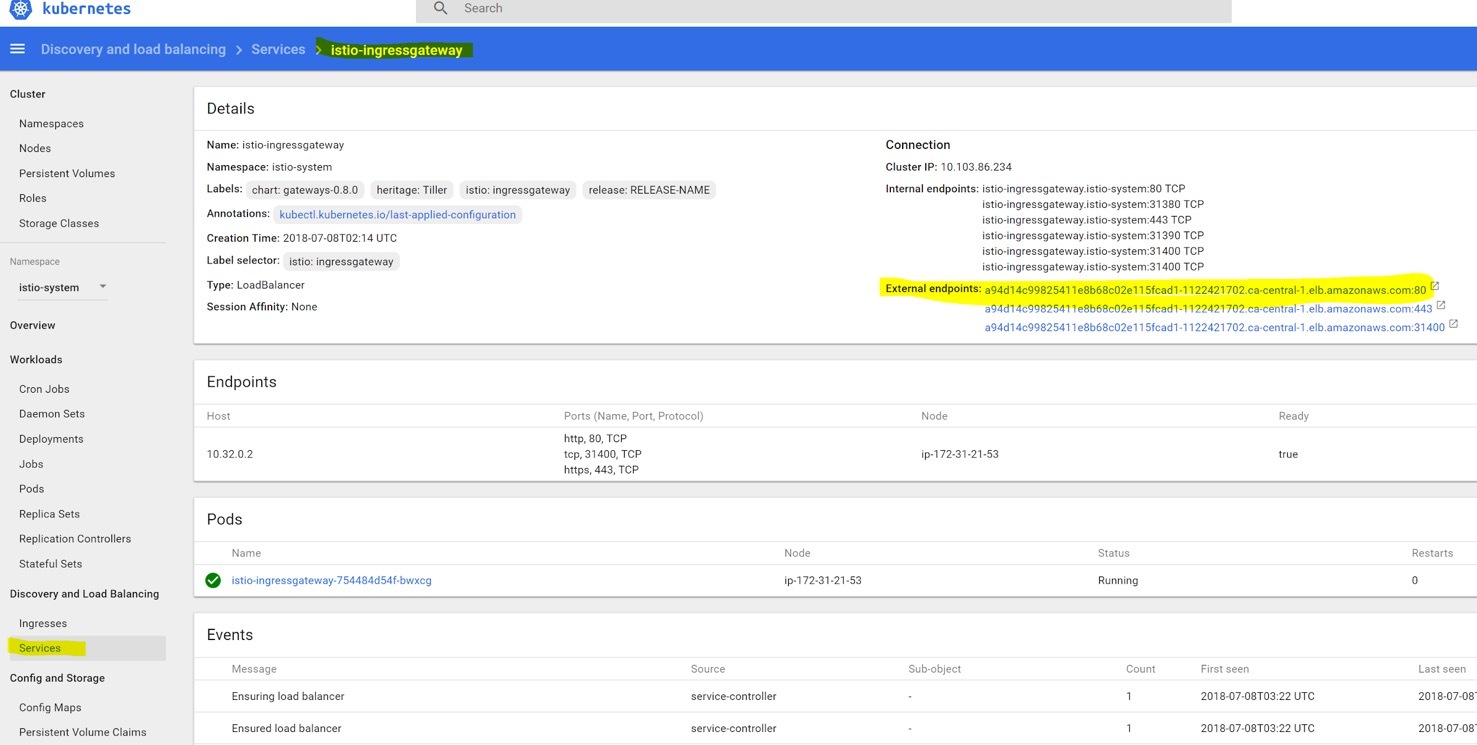 kubernetes
Search
Discovery and load balancing > Services > istio-ingressgateway
Cluster
Namespaces
Nodes
Persistent Volumes
Roles
Storage Classes
Namespace
istio-system
Overview
Workloads
Cron Jobs
Daemon Sets
Deployments
Jobs
Pods
Replica Sets
Replication Controllers
Stateful Sets
Discovery and Load Balancing
Ingresses
Services
Config and Storage
Config Maps
Persistent Volume Claims
Details
Name: istio-ingressgateway
Namespace: istio-system
Labels: chart: gateways-0.8.0 heritage: Tiller istio: ingressgateway release: RELEASE-NAME
Annotations: kubectl.kubernetes.io/last-applied-configuration
Creation Time: 2018-07-08T02:14 UTC
Label selector: istio: ingressgateway
Type: LoadBalancer
Session Affinity: None
Connection
Cluster IP: 10.103.86.234
Internal endpoints: istio-ingressgateway.istio-system:80 TCP
istio-ingressgateway.istio-system:31380 TCP
istio-ingressgateway.istio-system:443 TCP
istio-ingressgateway.istio-system:31390 TCP
istio-ingressgateway.istio-system:31400 TCP
istio-ingressgateway.istio-system:31400 TCP
External endpoints: a94d14c99825411e8b68c02e115fcad1-1122421702.ca-central-1.elb.amazonaws.com:80
a94d14c99825411e8b68c02e115fcad1-1122421702.ca-central-1.elb.amazonaws.com:443
a94d14c99825411e8b68c02e115fcad1-1122421702.ca-central-1.elb.amazonaws.com:31400
Endpoints
Host Ports (Name, Port, Protocol) Node Ready
http, 80, TCP
10.32.0.2 tcp, 31400, TCP ip-172-31-21-53 true
https, 443, TCP
Pods
Name Node Status Restarts
istio-ingressgateway-754484d54f-bwxcg ip-172-31-21-53 Running 0
Events
Message Source Sub-object Count First seen Last seen
Ensuring load balancer service-controller - 1 2018-07-08T03:22 UTC 2018-07-08T
Ensured load balancer service-controller - 1 2018-07-08T03:22 UTC 2018-07-08T